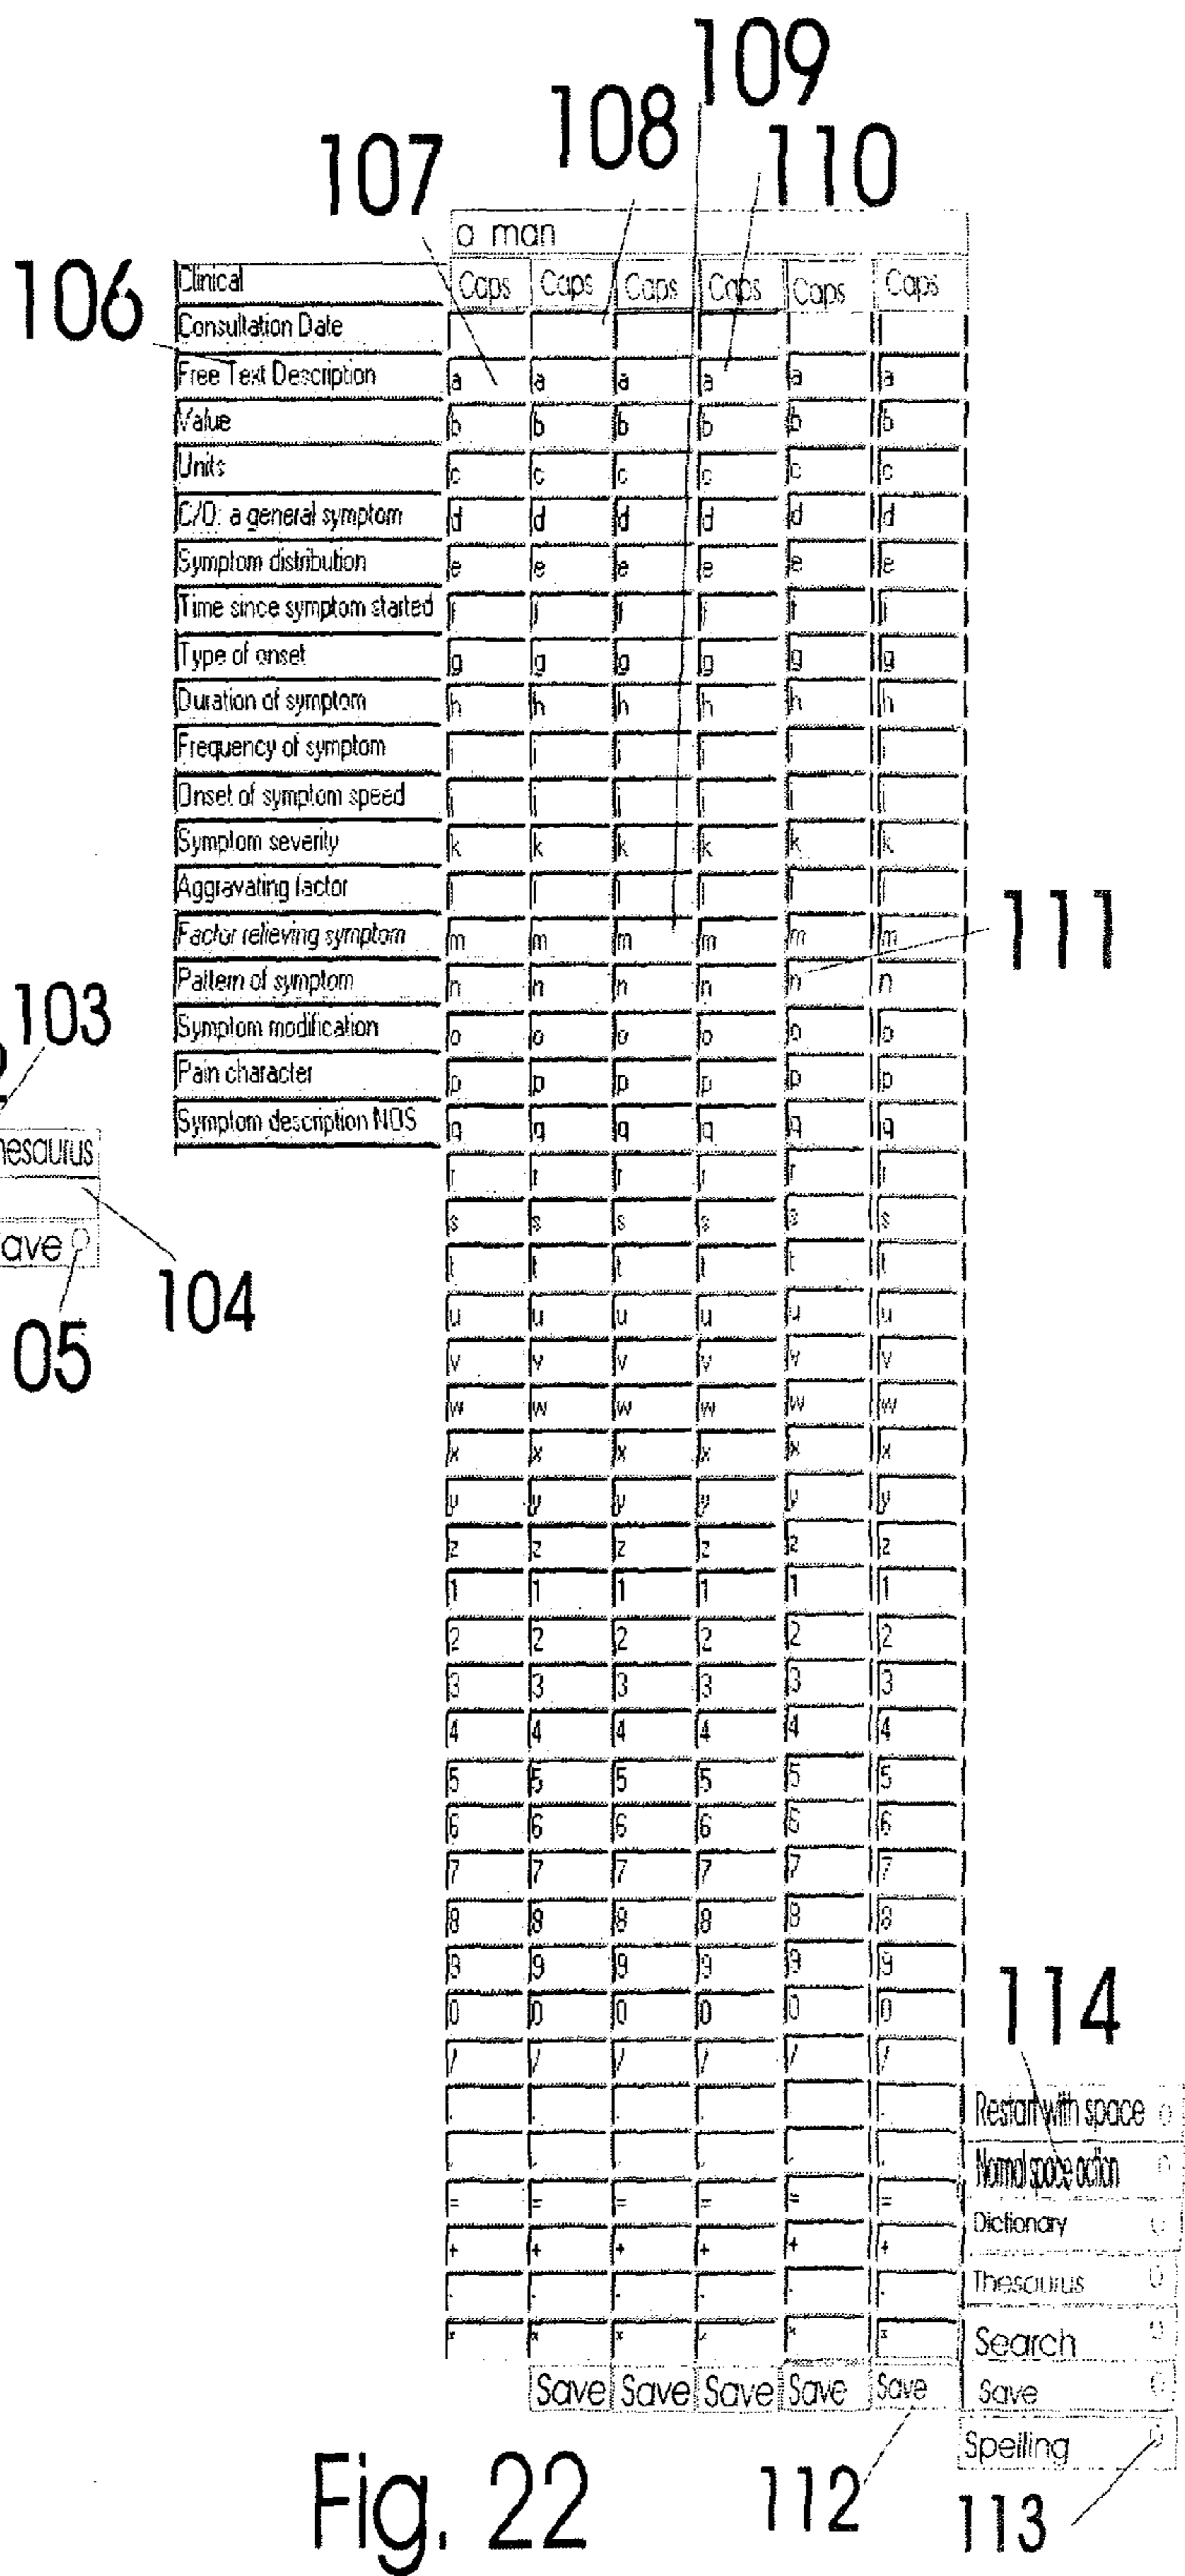 109
108
110
107
a man
106
Clinical Caps Caps Caps Caps Caps Caps
Consultation Date
Free Text Description a a a a a a
Value b b b b b b
Units c c c c c c
C/O: a general symptom d d d d d d
Symptom distribution e e e e e e
Time since symptom started f f f f f f
Type of onset g g g g g g
Duration of symptom h h h h h h
Frequency of symptom i i i i i i
Onset of symptom speed j j j j j j
Symptom severity k k k k k k
Aggravating factor l l l l l l
111
Factor relieving symptom m m m m m m
Pattern of symptom n n n n n n
103
Symptom modification o o o o o o
Pain character p p p p p p
Symptom description NOS q q q q q q
hesaurus
r r r r r r
s s s s s s
ave
t t t t t t
104
u u u u u u
05
v v v v v v
w w w w w w
x x x x x x
y y y y y y
z z z z z z
1 1 1 1 1 1
2 2 2 2 2 2
3 3 3 3 3 3
4 4 4 4 4 4
5 5 5 5 5 5
6 6 6 6 6 6
7 7 7 7 7 7
8 8 8 8 8 8
9 9 9 9 9 9
0 0 0 0 0 0
114
/ / / / / /
Restart with space
Normal space action
= = = = = =
Dictionary
+ + + + + +
Thesaurus
* * * * * *
Search
Save Save Save Save Save Save
Spelling
Fig. 22
112
113